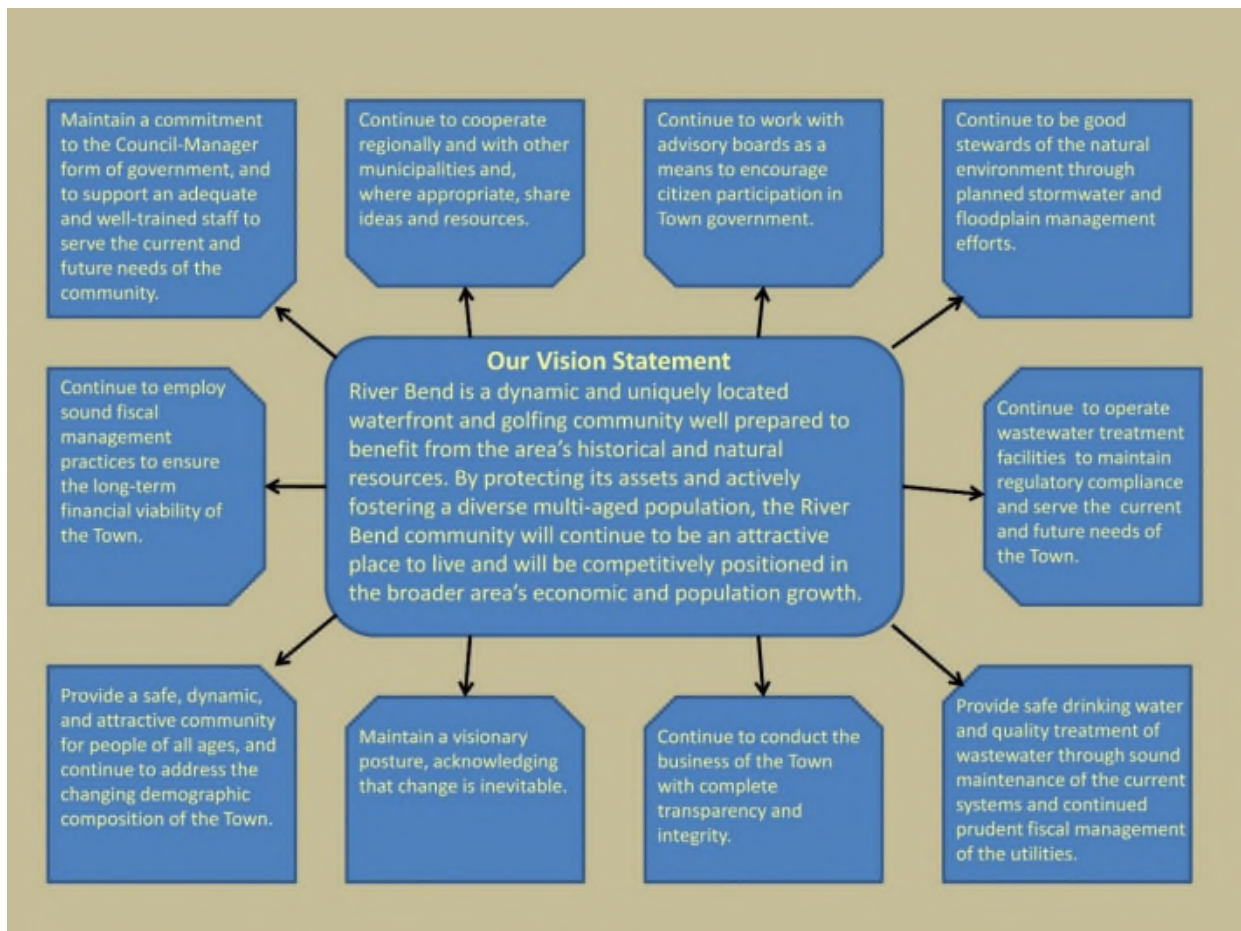 Maintain a commitment
to the Council-Manager
form of government, and
to support an adequate
and well-trained staff to
serve the current and
future needs of the
community.
Continue to cooperate
regionally and with other
municipalities and,
where appropriate, share
ideas and resources.
Continue to work with
advisory boards as a
means to encourage
citizen participation in
Town government.
Continue to be good
stewards of the natural
environment through
planned stormwater and
floodplain management
efforts.
Continue to employ
sound fiscal
management
practices to ensure
the long-term
financial viability of
the Town.
Our Vision Statement
River Bend is a dynamic and uniquely located
waterfront and golfing community well prepared to
benefit from the area's historical and natural
resources. By protecting its assets and actively
fostering a diverse multi-aged population, the River
Bend community will continue to be an attractive
place to live and will be competitively positioned in
the broader area's economic and population growth.
Continue to operate
wastewater treatment
facilities to maintain
regulatory compliance
and serve the current
and future needs of
the Town.
Provide a safe, dynamic,
and attractive community
for people of all ages, and
continue to address the
changing demographic
composition of the Town.
Maintain a visionary
posture, acknowledging
that change is inevitable.
Continue to conduct the
business of the Town
with complete
transparency and
integrity.
Provide safe drinking water
and quality treatment of
wastewater through sound
maintenance of the current
systems and continued
prudent fiscal management
of the utilities.